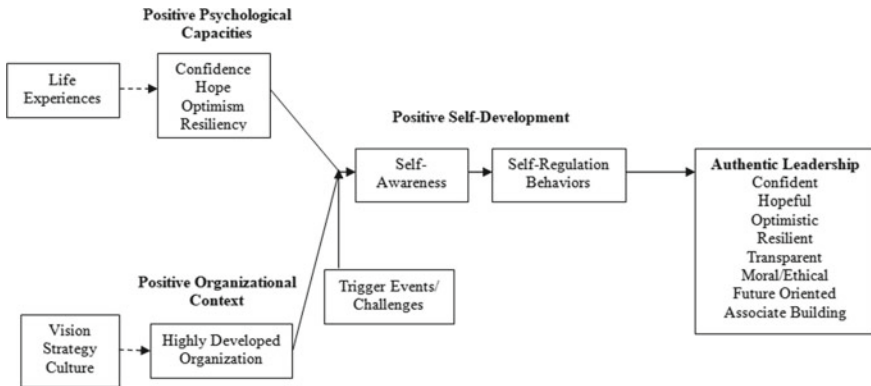 Positive Psychological
Capacities
Life
Experiences
Confidence
Hope
Optimism
Resiliency
Positive Self-Development
Self-
Awareness
Self-Regulation
Behaviors
Authentic Leadership
Confident
Hopeful
Optimistic
Resilient
Transparent
Moral/Ethical
Future Oriented
Associate Building
Trigger Events/
Challenges
Positive Organizational
Context
Vision
Strategy
Culture
Highly Developed
Organization